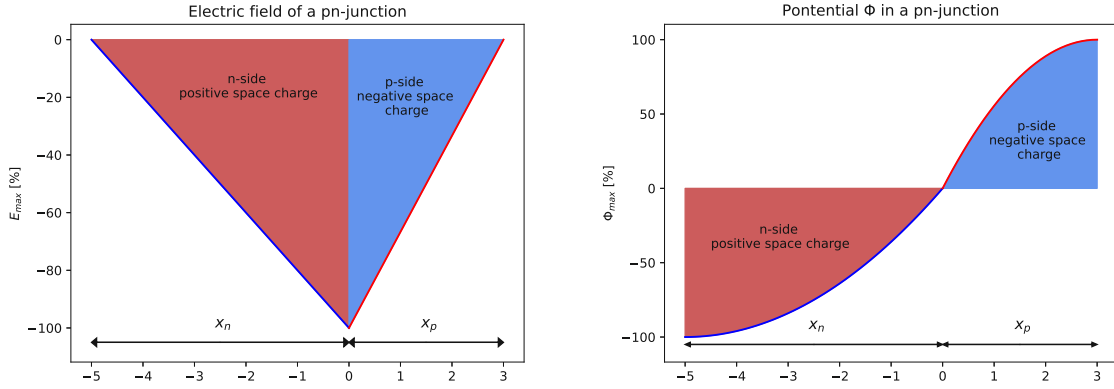 Electric field of a pn-junction
0
−20
−40
−60
−80
−100
E_max [%]
n-side
positive space charge
p-side
negative space
charge
x_n
x_p
−5 −4 −3 −2 −1 0 1 2 3
Pontential Φ in a pn-junction
100
50
0
−50
−100
Φ_max [%]
p-side
negative space
charge
n-side
positive space charge
x_n
x_p
−5 −4 −3 −2 −1 0 1 2 3